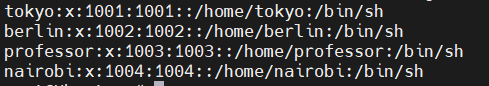 tokyo:x:1001:1001::/home/tokyo:/bin/sh
berlin:x:1002:1002::/home/berlin:/bin/sh
professor:x:1003:1003::/home/professor:/bin/sh
nairobi:x:1004:1004::/home/nairobi:/bin/sh